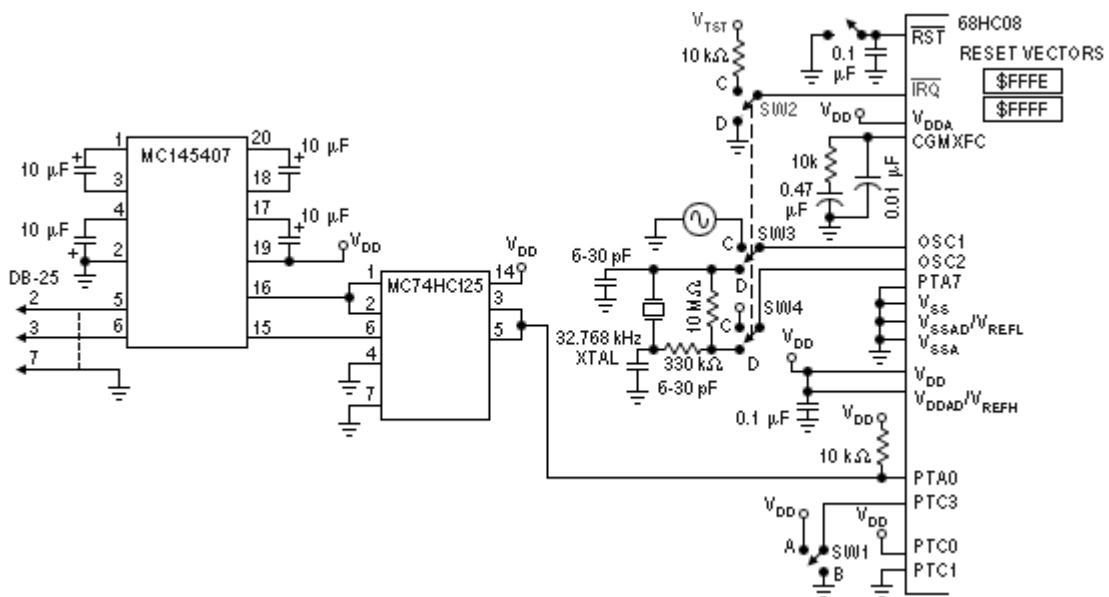 V_TST
10 kΩ
C
D
SW2
0.1 µF
68HC08
RST
RESET VECTORS
$FFFE
$FFFF
IRQ
V_DD
V_DDA
CGMXFC
10k
0.47 µF
0.01 µF
MC145407
1
3
4
2
5
6
20
18
17
19
16
15
10 µF
+
10 µF
+
10 µF
+
10 µF
+
V_DD
DB-25
2
3
7
MC74HC125
1
2
6
4
7
14
3
5
V_DD
C
SW3
D
OSC1
OSC2
6-30 pF
10 MΩ
C
SW4
D
32.768 kHz
XTAL
330 kΩ
6-30 pF
PTA7
V_SS
V_SSAD/V_REFL
V_SSA
V_DD
V_DD
V_DDAD/V_REFH
0.1 µF
V_DD
10 kΩ
PTA0
PTC3
V_DD
A
SW1
B
V_DD
PTC0
PTC1